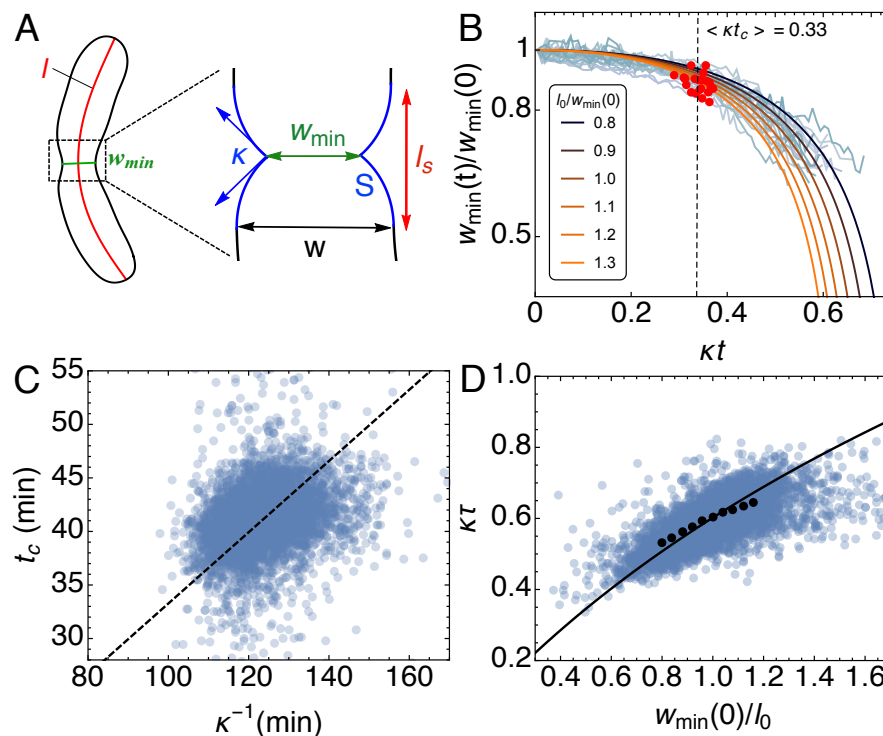 A
l
w_min
κ
w_min
S
l_s
w
B
< κt_c > = 0.33
w_min(t)/w_min(0)
1
0.8
0.5
l_0/w_min(0)
0.8
0.9
1.0
1.1
1.2
1.3
0
0.2
0.4
0.6
κt
C
t_c (min)
55
50
45
40
35
30
80
100
120
140
160
κ^-1(min)
D
κτ
1.0
0.8
0.6
0.4
0.2
0.4
0.6
0.8
1.0
1.2
1.4
1.6
w_min(0)/l_0